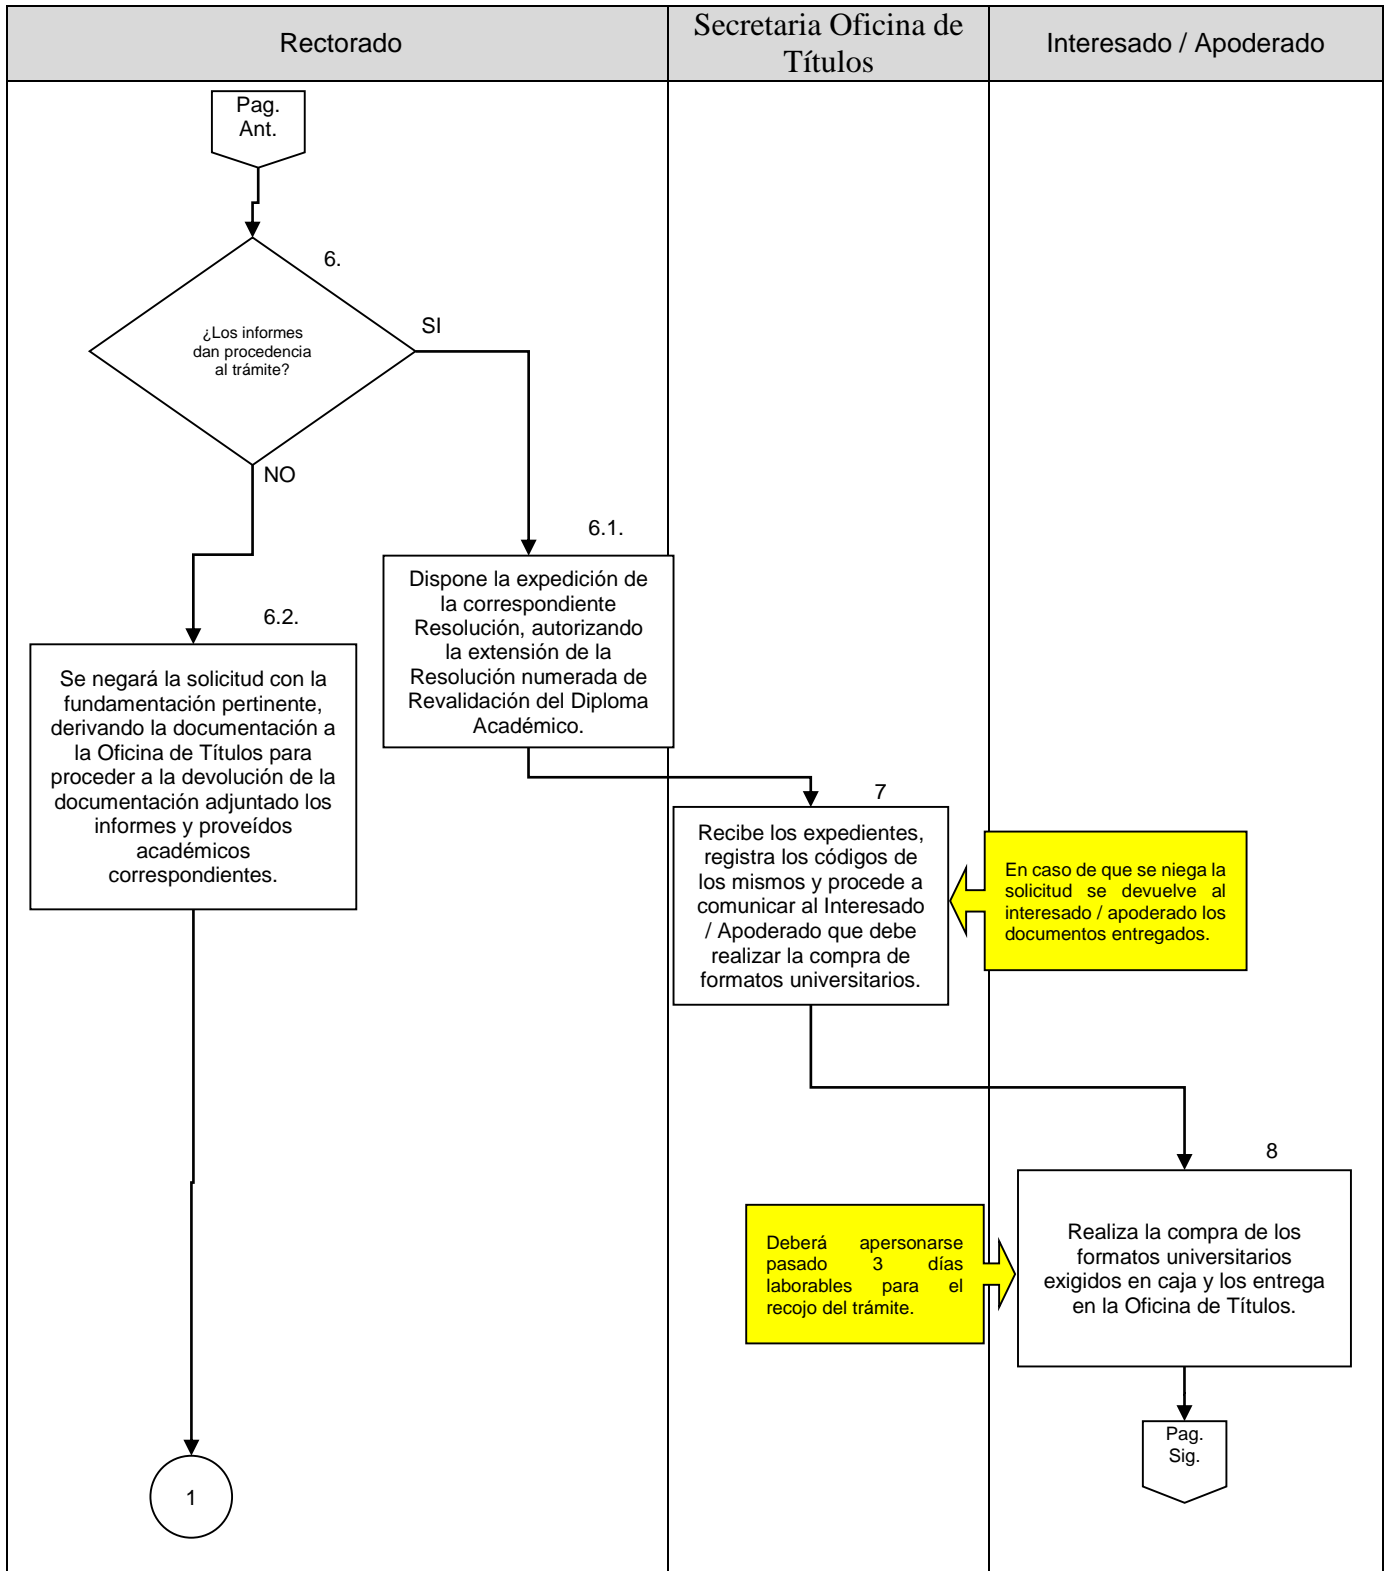 Rectorado
Secretaria Oficina de
Títulos
Interesado / Apoderado
Pag.
Ant.
6.
¿Los informes
dan procedencia
al trámite?
SI
NO
6.1.
Dispone la expedición de
la correspondiente
Resolución, autorizando
la extensión de la
Resolución numerada de
Revalidación del Diploma
Académico.
6.2.
Se negará la solicitud con la
fundamentación pertinente,
derivando la documentación a
la Oficina de Títulos para
proceder a la devolución de la
documentación adjuntado los
informes y proveídos
académicos
correspondientes.
7
Recibe los expedientes,
registra los códigos de
los mismos y procede a
comunicar al Interesado
/ Apoderado que debe
realizar la compra de
formatos universitarios.
En caso de que se niega la
solicitud se devuelve al
interesado / apoderado los
documentos entregados.
8
Realiza la compra de los
formatos universitarios
exigidos en caja y los entrega
en la Oficina de Títulos.
Deberá apersonarse
pasado 3 días
laborables para el
recojo del trámite.
Pag.
Sig.
1